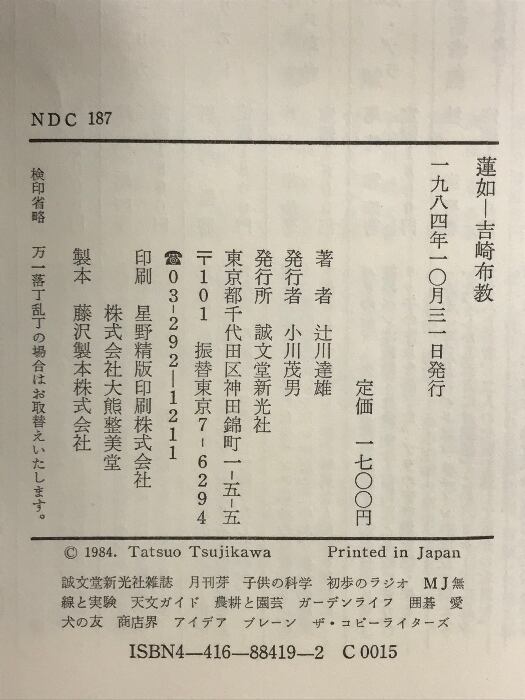 NDC 187
蓮如―吉崎布教
一九八四年一〇月三一日発行
定価 一七〇〇円
著者 辻川達雄
発行者 小川茂男
発行所 誠文堂新光社
東京都千代田区神田錦町一-五-五
〒101 振替東京7-6294
☎03-292―1211
印刷 星野精版印刷株式会社
株式会社大熊整美堂
製本 藤沢製本株式会社
検印省略 万一落丁乱丁の場合はお取替えいたします。
© 1984. Tatsuo Tsujikawa Printed in Japan
誠文堂新光社雑誌 月刊芽 子供の科学 初歩のラジオ MJ無
線と実験 天文ガイド 農耕と園芸 ガーデンライフ 囲碁 愛
犬の友 商店界 アイデア ブレーン ザ・コピーライターズ
ISBN4―416―88419―2 C0015